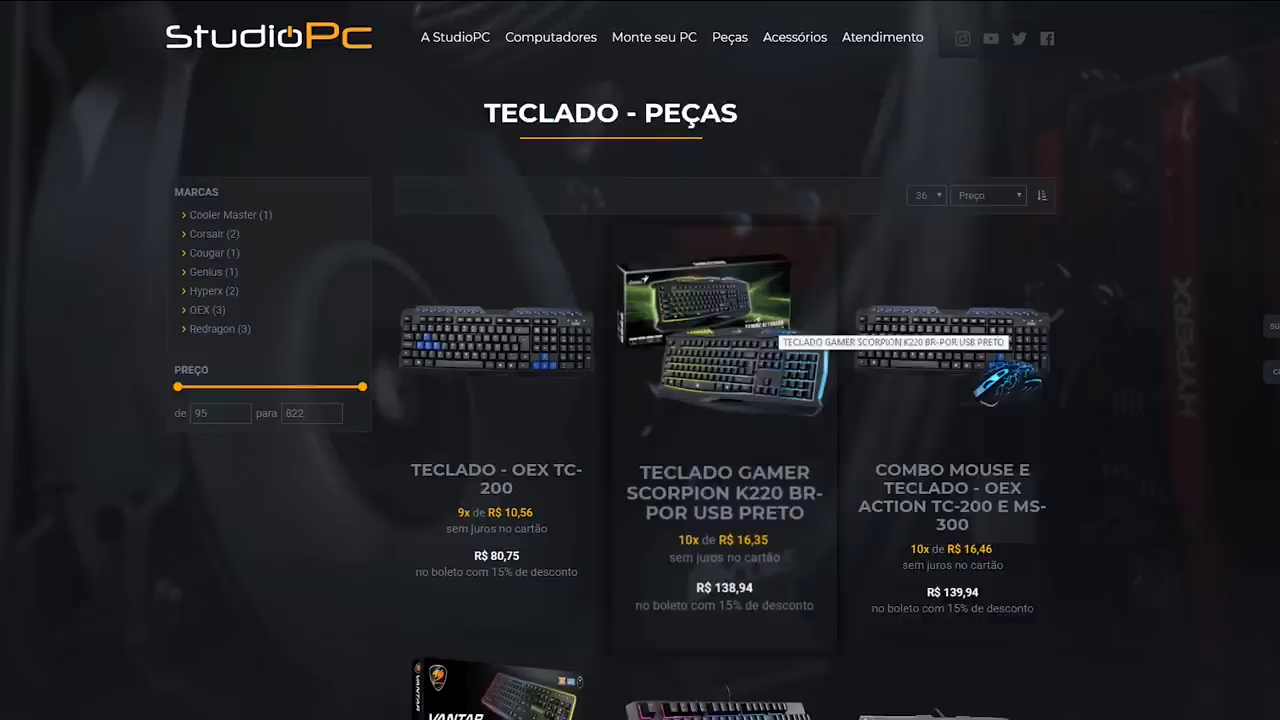 StudioPc
A StudioPC Computadores Monte seu PC Peças Acessórios Atendimento
TECLADO - PEÇAS
MARCAS
Cooler Master (1)
Corsair (2)
Cougar (1)
Genius (1)
Hyperx (2)
OEX (3)
Redragon (3)
PREÇO
de 95 para 822
36 Preço
TECLADO GAMER SCORPION K220 BR-POR USB PRETO
HYPERX
TECLADO - OEX TC-
200
9x de R$ 10,56
sem juros no cartão
R$ 80,75
no boleto com 15% de desconto
TECLADO GAMER
SCORPION K220 BR-
POR USB PRETO
10x de R$ 16,35
sem juros no cartão
R$ 138,94
no boleto com 15% de desconto
COMBO MOUSE E
TECLADO - OEX
ACTION TC-200 E MS-
300
10x de R$ 16,46
sem juros no cartão
R$ 139,94
no boleto com 15% de desconto
VANTAR
VANTAR